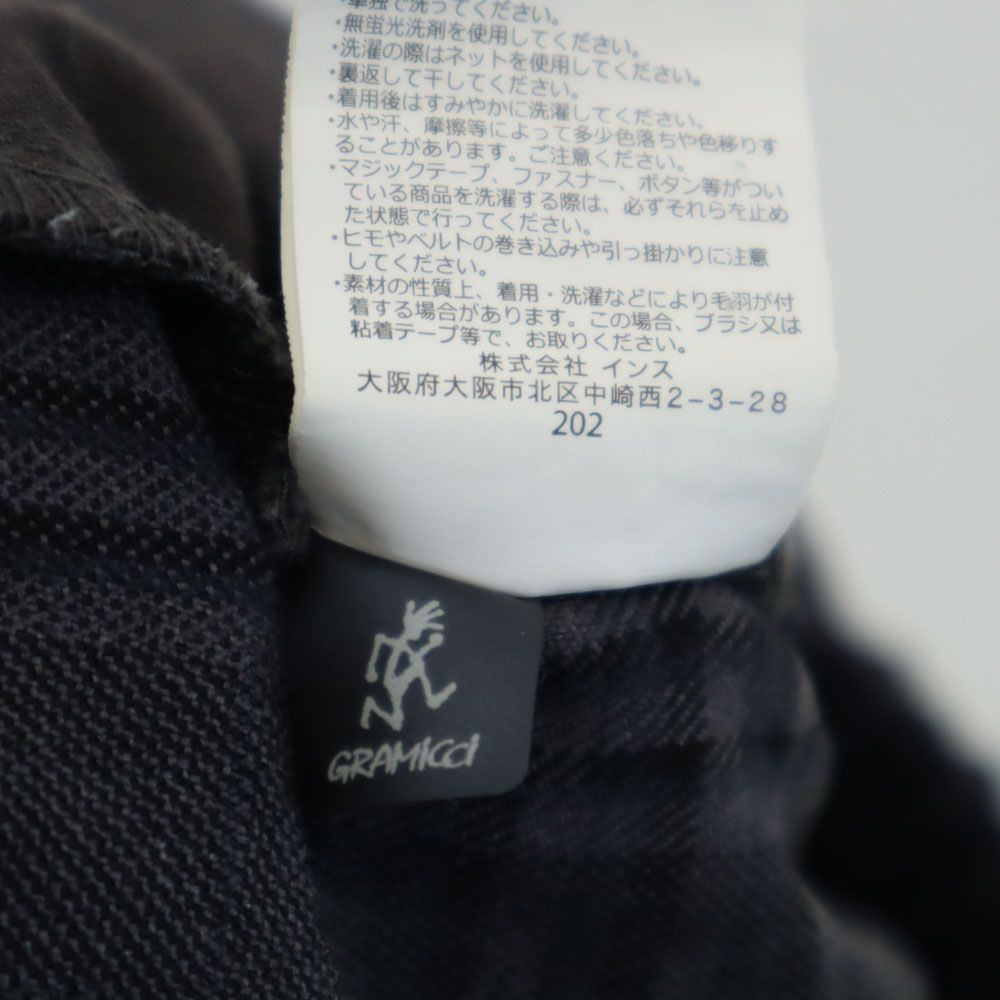 ・単独で洗ってください。
・無蛍光洗剤を使用してください。
・洗濯の際はネットを使用してください。
・裏返して干してください。
・着用後はすみやかに洗濯してください。
・水や汗、摩擦等によって多少色落ちや色移りす
ることがあります。ご注意ください。
・マジックテープ、ファスナー、ボタン等がつい
ている商品を洗濯する際は、必ずそれらを止め
た状態で行ってください。
・ヒモやベルトの巻き込みや引っ掛かりに注意
してください。
・素材の性質上、着用・洗濯などにより毛羽が付
着する場合があります。この場合、ブラシ又は
粘着テープ等で、お取りください。
株式会社 インス
大阪府大阪市北区中崎西2-3-28
202
GRAMiCCi